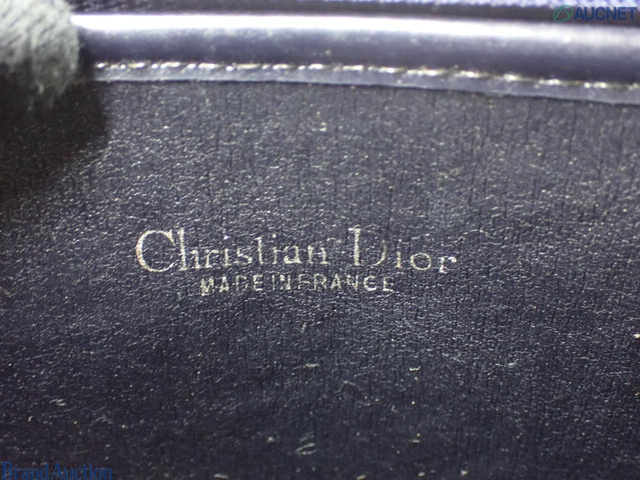 AUCNET
Christian Dior
MADE IN FRANCE
Brand Auction